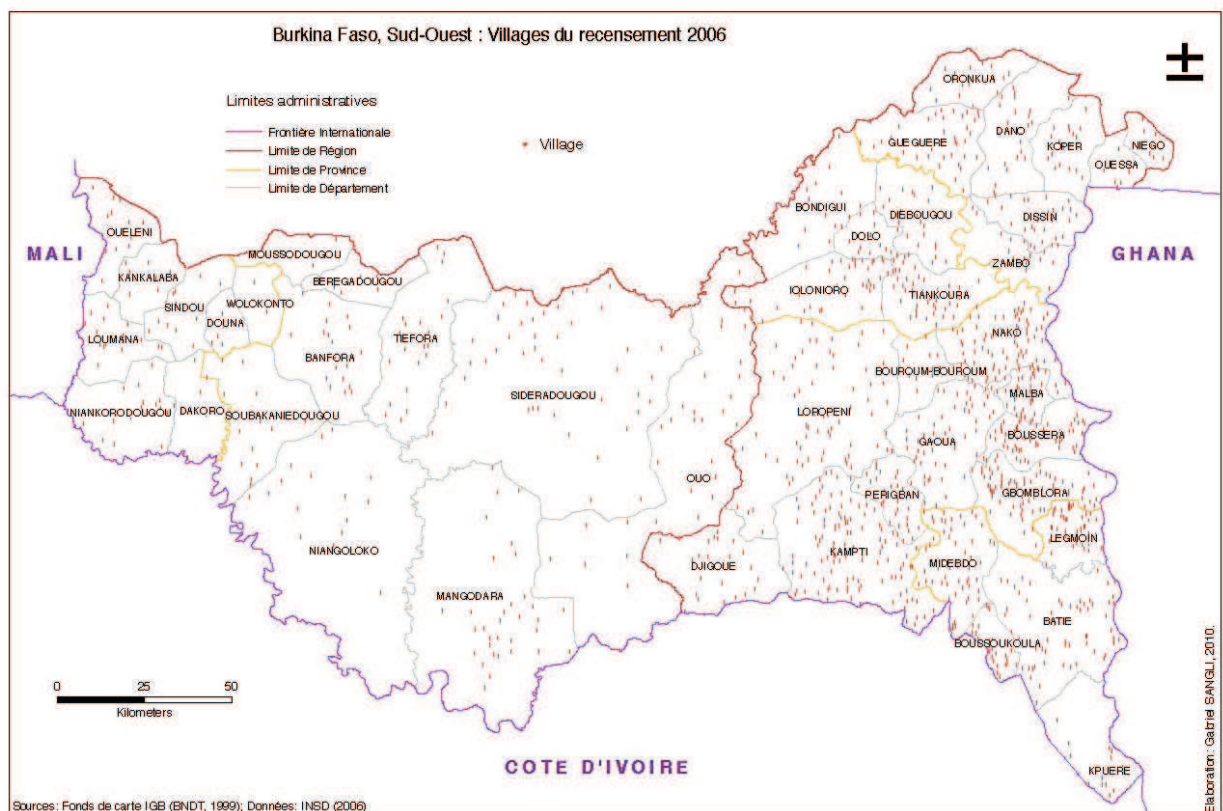 Burkina Faso, Sud-Ouest : Villages du recensement 2006
Limites administratives
Frontière Internationale
Limite de Région
Limite de Province
Limite de Département
Village
ORONKUA
DANO
GUEGUERE
KOPER
NIEGO
OUESSA
BONDIGUI
DIEBOUGOU
DISSIN
DOLO
ZAMBO
GHANA
MALI
OUELENI
MOUSSODOUGOU
KANKALABA
BEREGADOUGOU
SINDOU
WOLOKONTO
DOUNA
LOUMANA
BANFORA
TIEFORA
IOLONIORO
TIANKOURA
NAKO
BOUROUM-BOUROUM
SIDERADOUGOU
MALBA
NIANKORODOUGOU
DAKORO
SOUBAKANIEDOUGOU
LOROPENI
GAOUA
BOUSSERA
OUO
PERIGBAN
GBOMBLORA
LEGMOIN
NIANGOLOKO
KAMPTI
DJIGOUE
MIDEBDO
MANGODARA
BATIE
BOUSSOUKOULA
KPUERE
0 25 50
Kilometers
COTE D'IVOIRE
Sources: Fonds de carte IGB (BNDT, 1999); Données: INSD (2006)
Elaboration : Gabriel SANGLI, 2010.